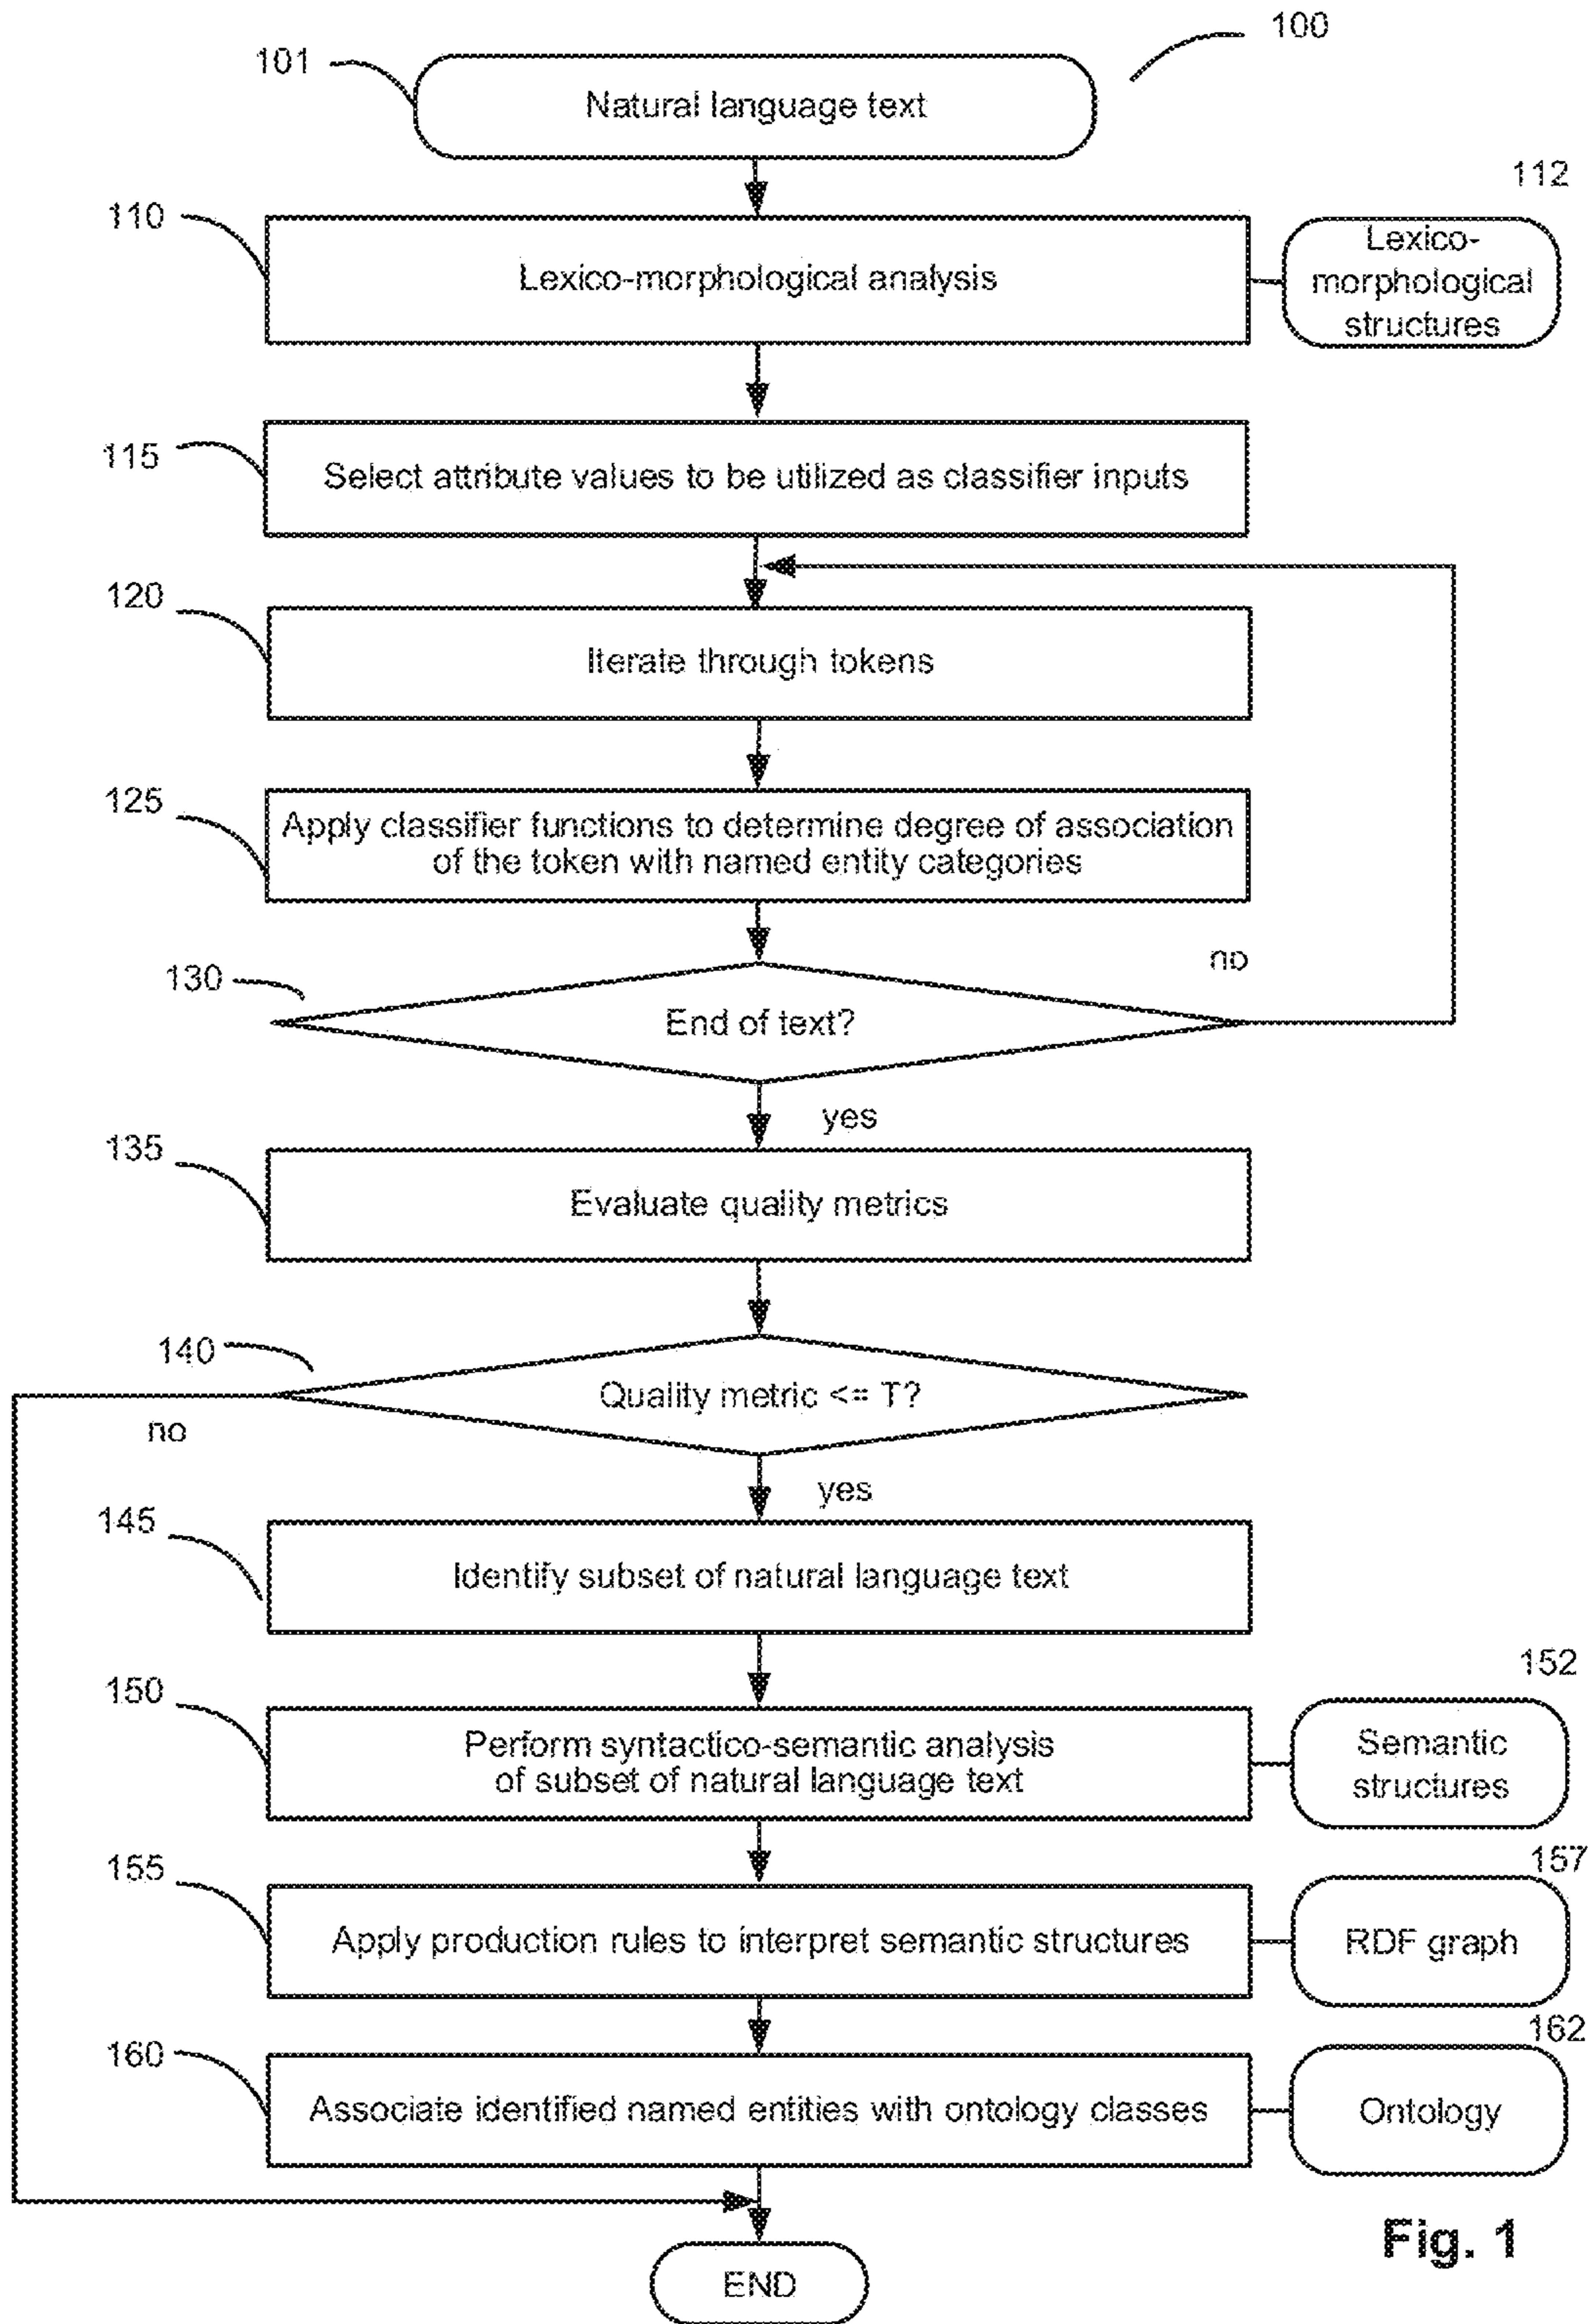 100
101
Natural language text
112
110
Lexico-morphological analysis
Lexico-
morphological
structures
115
Select attribute values to be utilized as classifier inputs
120
Iterate through tokens
125
Apply classifier functions to determine degree of association
of the token with named entity categories
no
130
End of text?
yes
135
Evaluate quality metrics
140
Quality metric <= T?
no
yes
145
Identify subset of natural language text
152
150
Perform syntactico-semantic analysis
of subset of natural language text
Semantic
structures
157
155
Apply production rules to interpret semantic structures
RDF graph
162
160
Associate identified named entities with ontology classes
Ontology
Fig. 1
END